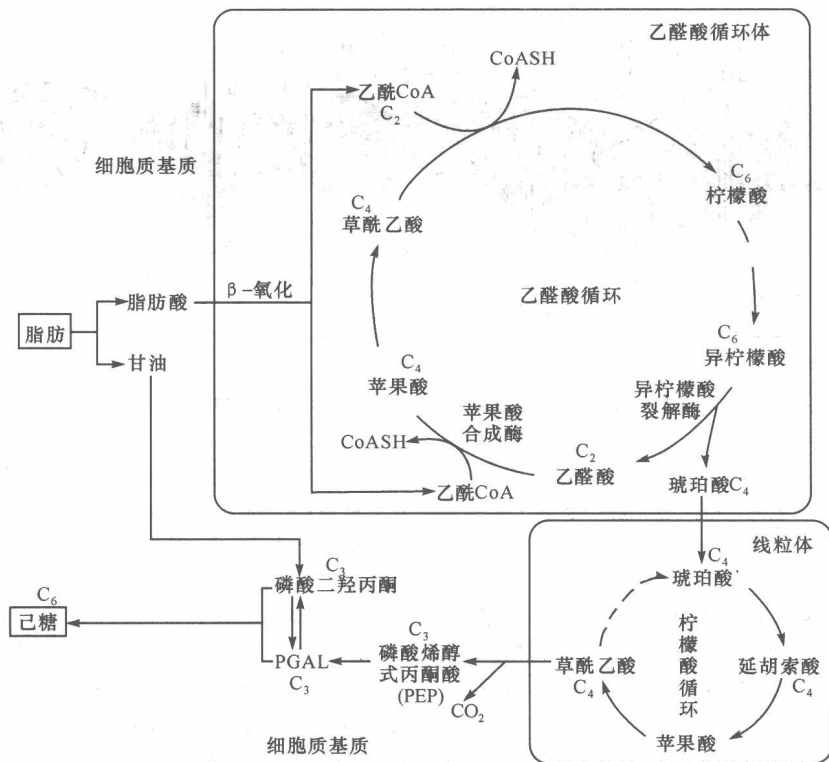 乙醛酸循环体
CoASH
乙酰CoA
C2
细胞质基质
C6
柠檬酸
C4
草酰乙酸
β-氧化
乙醛酸循环
脂肪酸
脂肪
甘油
C6
异柠檬酸
C4
苹果酸
异柠檬酸
裂解酶
苹果酸
合成酶
CoASH
C2
乙醛酸
乙酰CoA
琥珀酸C4
线粒体
C4
琥珀酸
C3
磷酸二羟丙酮
C6
己糖
C3
磷酸烯醇
式丙酮酸
(PEP)
PGAL
C3
草酰乙酸
C4
柠檬酸循环
延胡索酸
C4
CO2
苹果酸
细胞质基质